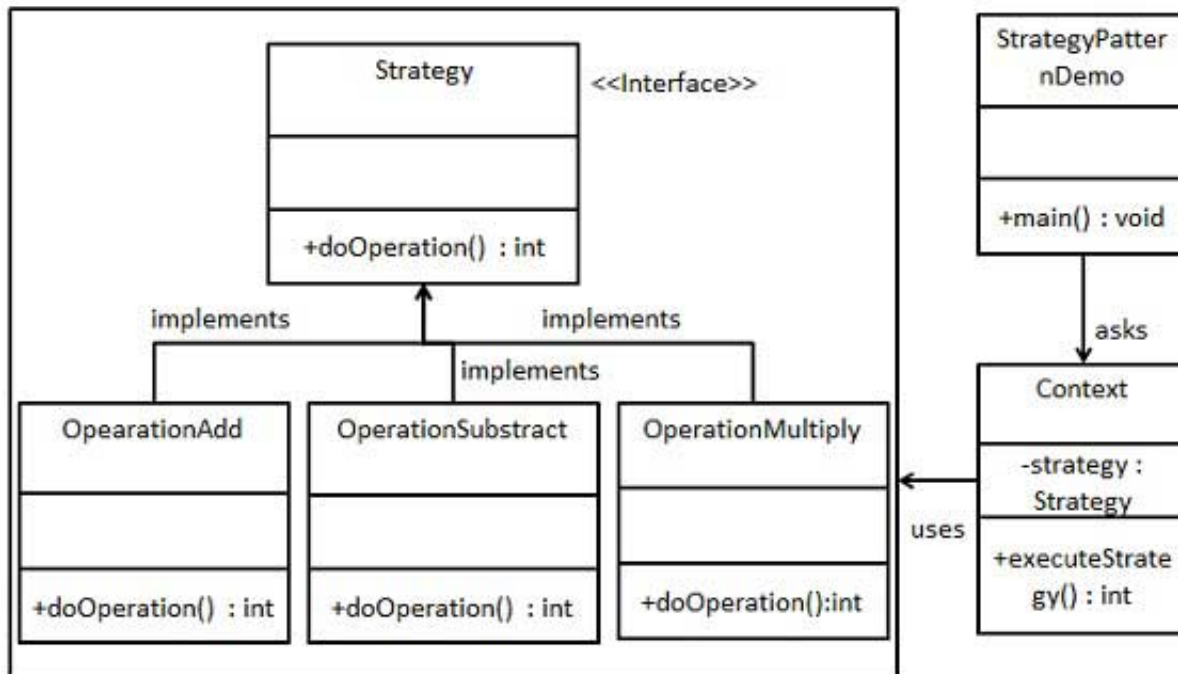 Strategy
<<Interface>>
+doOperation() : int
implements
implements
implements
OpearationAdd
+doOperation() : int
OperationSubstract
+doOperation() : int
OperationMultiply
+doOperation():int
StrategyPatter
nDemo
+main() : void
asks
Context
-strategy :
Strategy
+executeStrate
gy() : int
uses